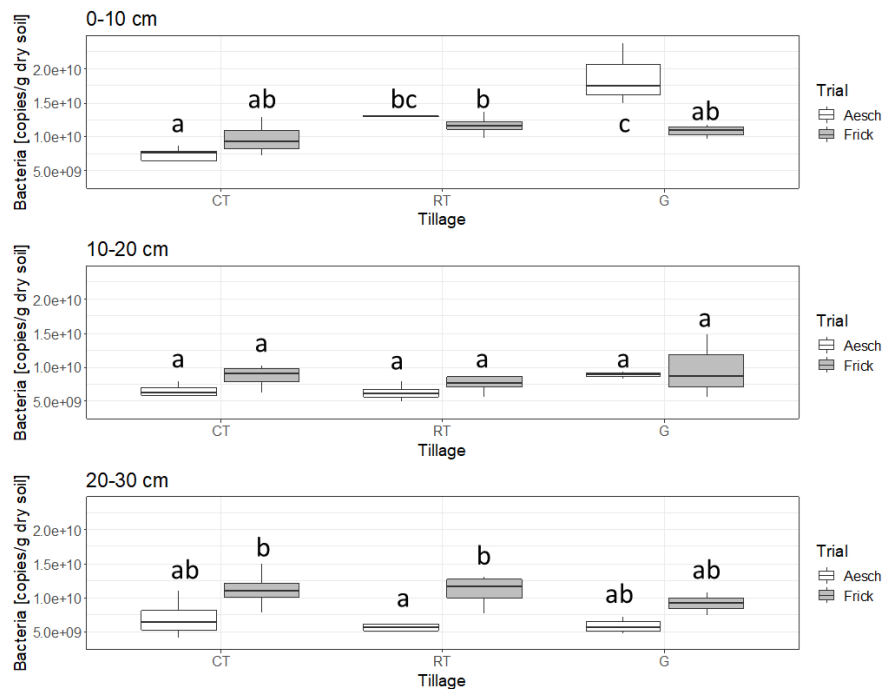 0-10 cm
Bacteria [copies/g dry soil]
2.0e+10
1.5e+10
1.0e+10
5.0e+09
a
ab
bc
b
c
ab
CT
RT
G
Tillage
Trial
Aesch
Frick
10-20 cm
Bacteria [copies/g dry soil]
2.0e+10
1.5e+10
1.0e+10
5.0e+09
a
a
a
a
a
a
CT
RT
G
Tillage
Trial
Aesch
Frick
20-30 cm
Bacteria [copies/g dry soil]
2.0e+10
1.5e+10
1.0e+10
5.0e+09
ab
b
a
b
ab
ab
CT
RT
G
Tillage
Trial
Aesch
Frick